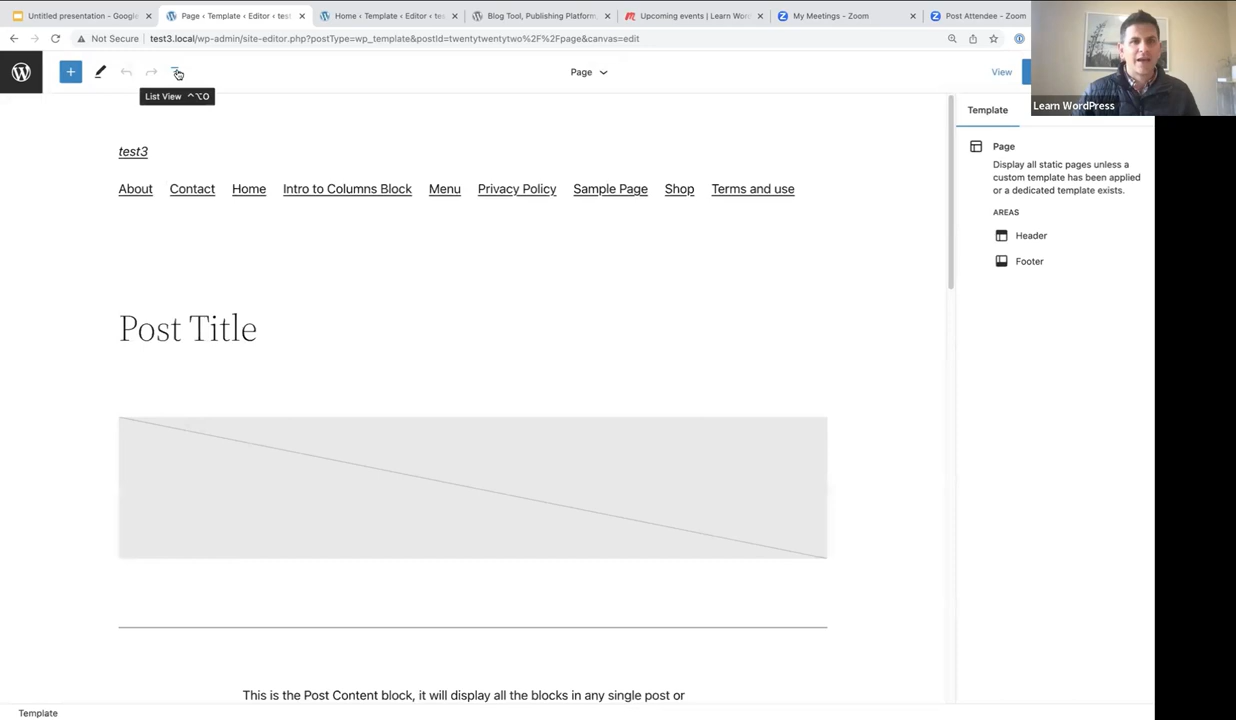 Untitled presentation - Google
Page ‹ Template ‹ Editor ‹ test
Home ‹ Template ‹ Editor ‹ tes
Blog Tool, Publishing Platform,
Upcoming events | Learn Wor
My Meetings - Zoom
Post Attendee - Zoom
Not Secure
test3.local/wp-admin/site-editor.php?postType=wp_template&postId=twentytwentytwo%2F%2Fpage&canvas=edit
Page
View
List View ^⌥O
Learn WordPress
Template
test3
About Contact Home Intro to Columns Block Menu Privacy Policy Sample Page Shop Terms and use
Page
Display all static pages unless a
custom template has been applied
or a dedicated template exists.
AREAS
Header
Footer
Post Title
This is the Post Content block, it will display all the blocks in any single post or
Template